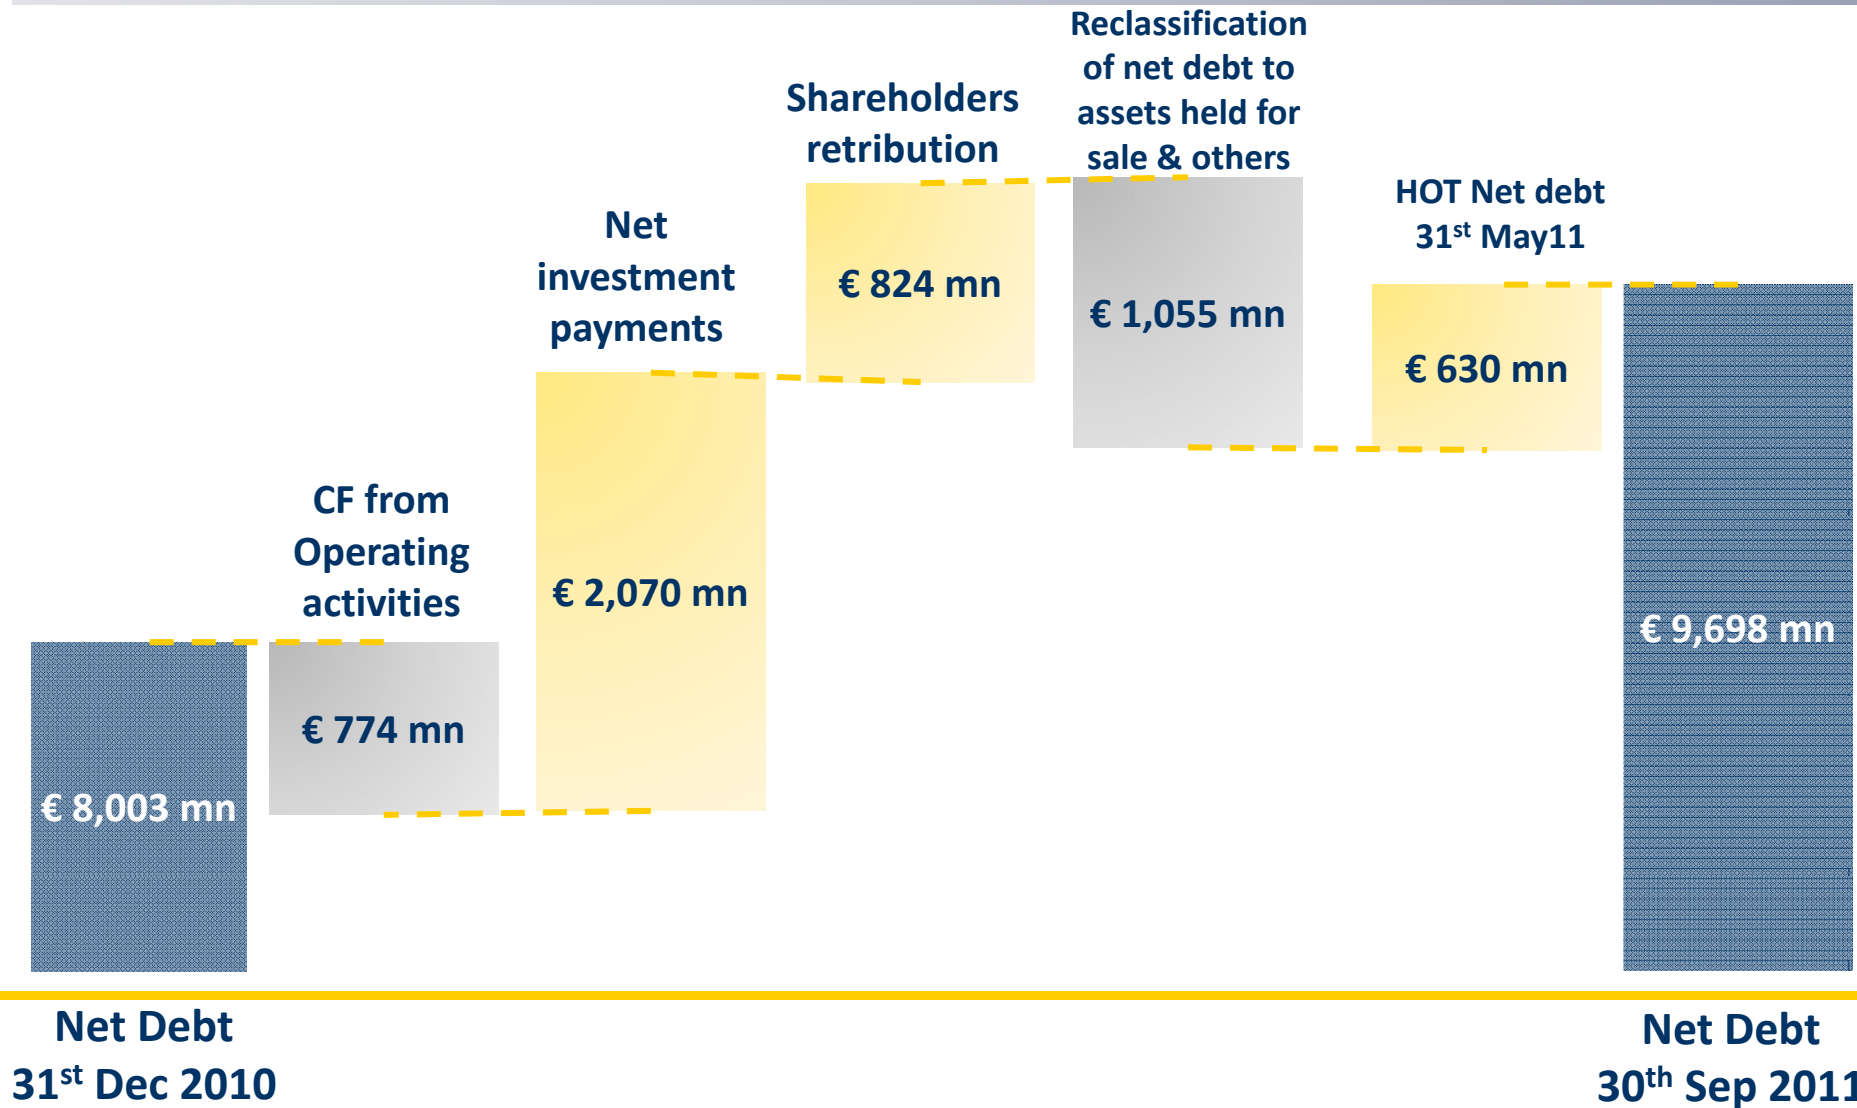 Reclassification
of net debt to
assets held for
sale & others
Shareholders
retribution
HOT Net debt
31st May11
Net
investment
payments
€ 824 mn
€ 1,055 mn
€ 630 mn
CF from
Operating
activities
€ 2,070 mn
€ 9,698 mn
€ 774 mn
€ 8,003 mn
Net Debt
31st Dec 2010
Net Debt
30th Sep 2011